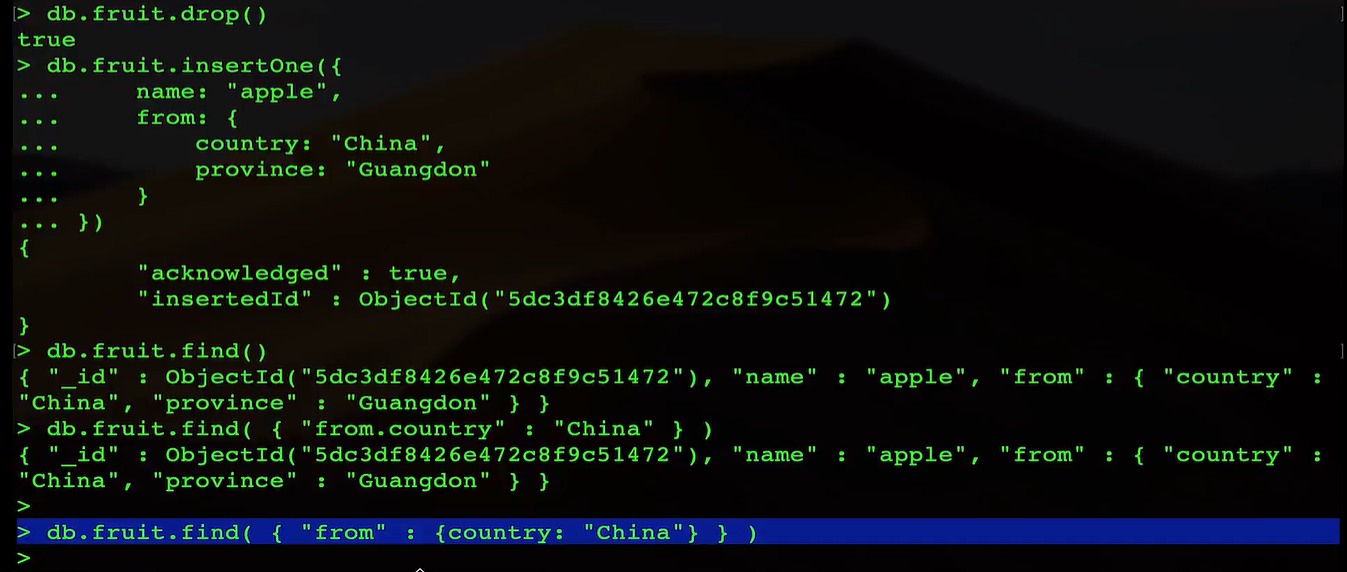 > db.fruit.drop()
true
> db.fruit.insertOne({
...     name: "apple",
...     from: {
...         country: "China",
...         province: "Guangdon"
...     }
... })
{
        "acknowledged" : true,
        "insertedId" : ObjectId("5dc3df8426e472c8f9c51472")
}
> db.fruit.find()
{ "_id" : ObjectId("5dc3df8426e472c8f9c51472"), "name" : "apple", "from" : { "country" :
"China", "province" : "Guangdon" } }
> db.fruit.find( { "from.country" : "China" } )
{ "_id" : ObjectId("5dc3df8426e472c8f9c51472"), "name" : "apple", "from" : { "country" :
"China", "province" : "Guangdon" } }
>
> db.fruit.find( { "from" : {country: "China"} } )
>